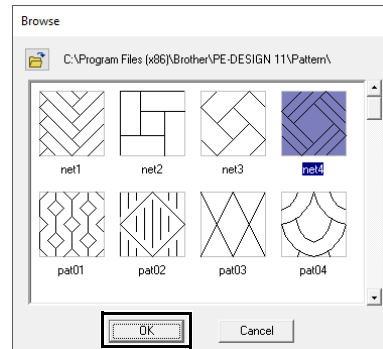 Browse
C:\Program Files (x86)\Brother\PE-DESIGN 11\Pattern\
net1 net2 net3 net4
pat01 pat02 pat03 pat04
OK Cancel